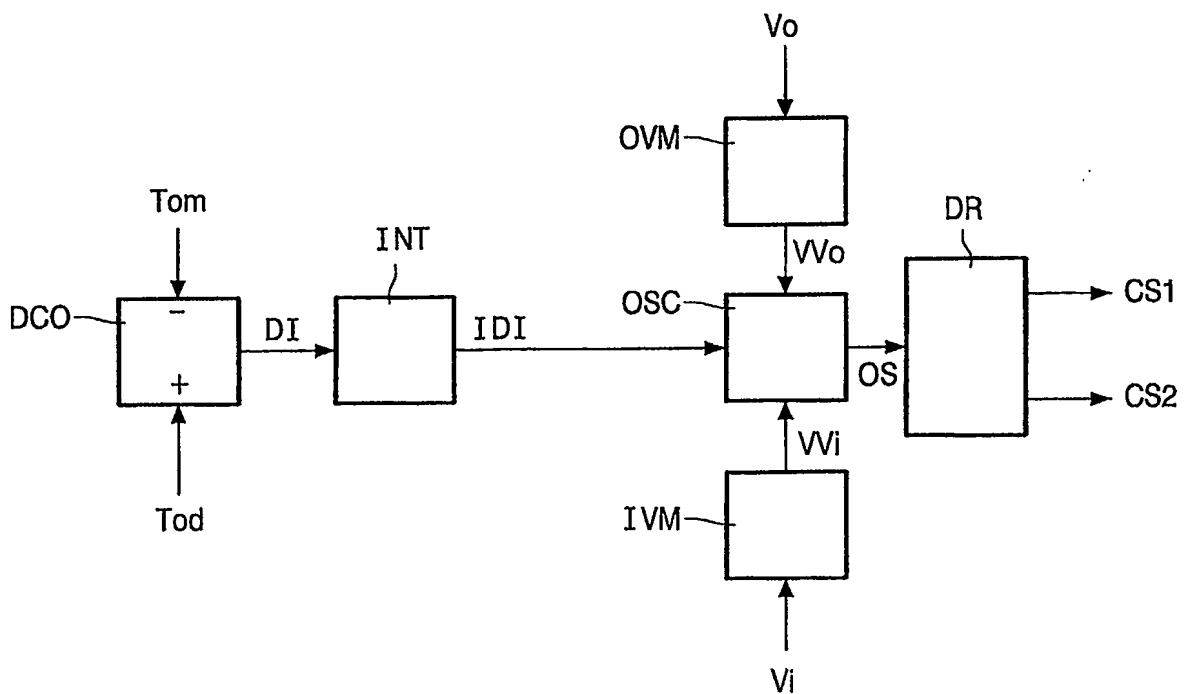 Vo
OVM
Tom
DR
INT
VVo
DCO
-
OSC
CS1
DI
IDI
OS
+
CS2
VVi
Tod
IVM
Vi